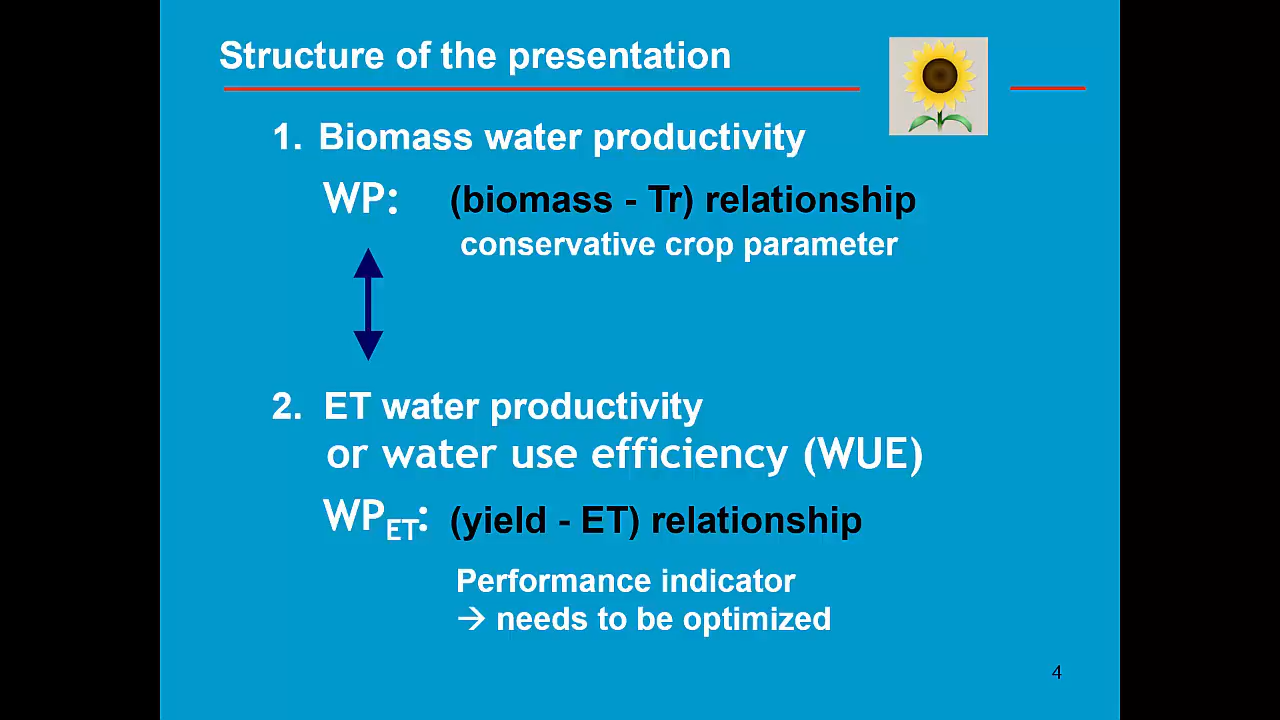 Structure of the presentation
1. Biomass water productivity
WP: (biomass - Tr) relationship
conservative crop parameter
2. ET water productivity
or water use efficiency (WUE)
WPET: (yield - ET) relationship
Performance indicator
→ needs to be optimized
4